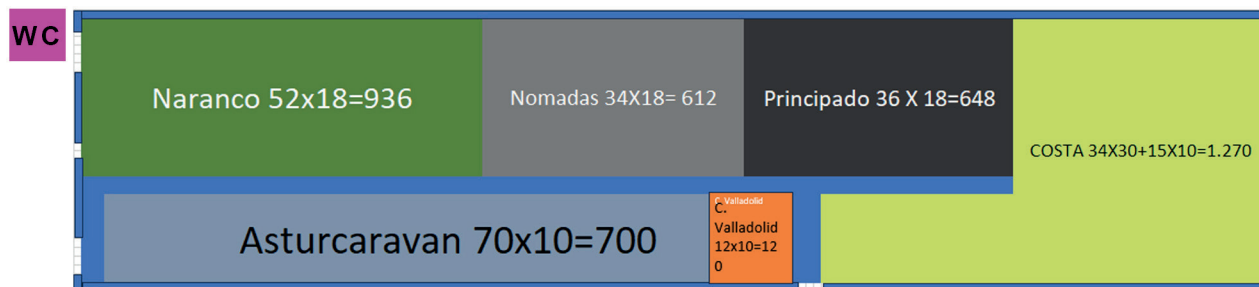 WC
Naranco 52x18=936
Nomadas 34X18= 612
Principado 36 X 18=648
COSTA 34X30+15X10=1.270
Asturcaravan 70x10=700
C. Valladolid
C.
Valladolid
12x10=12
0